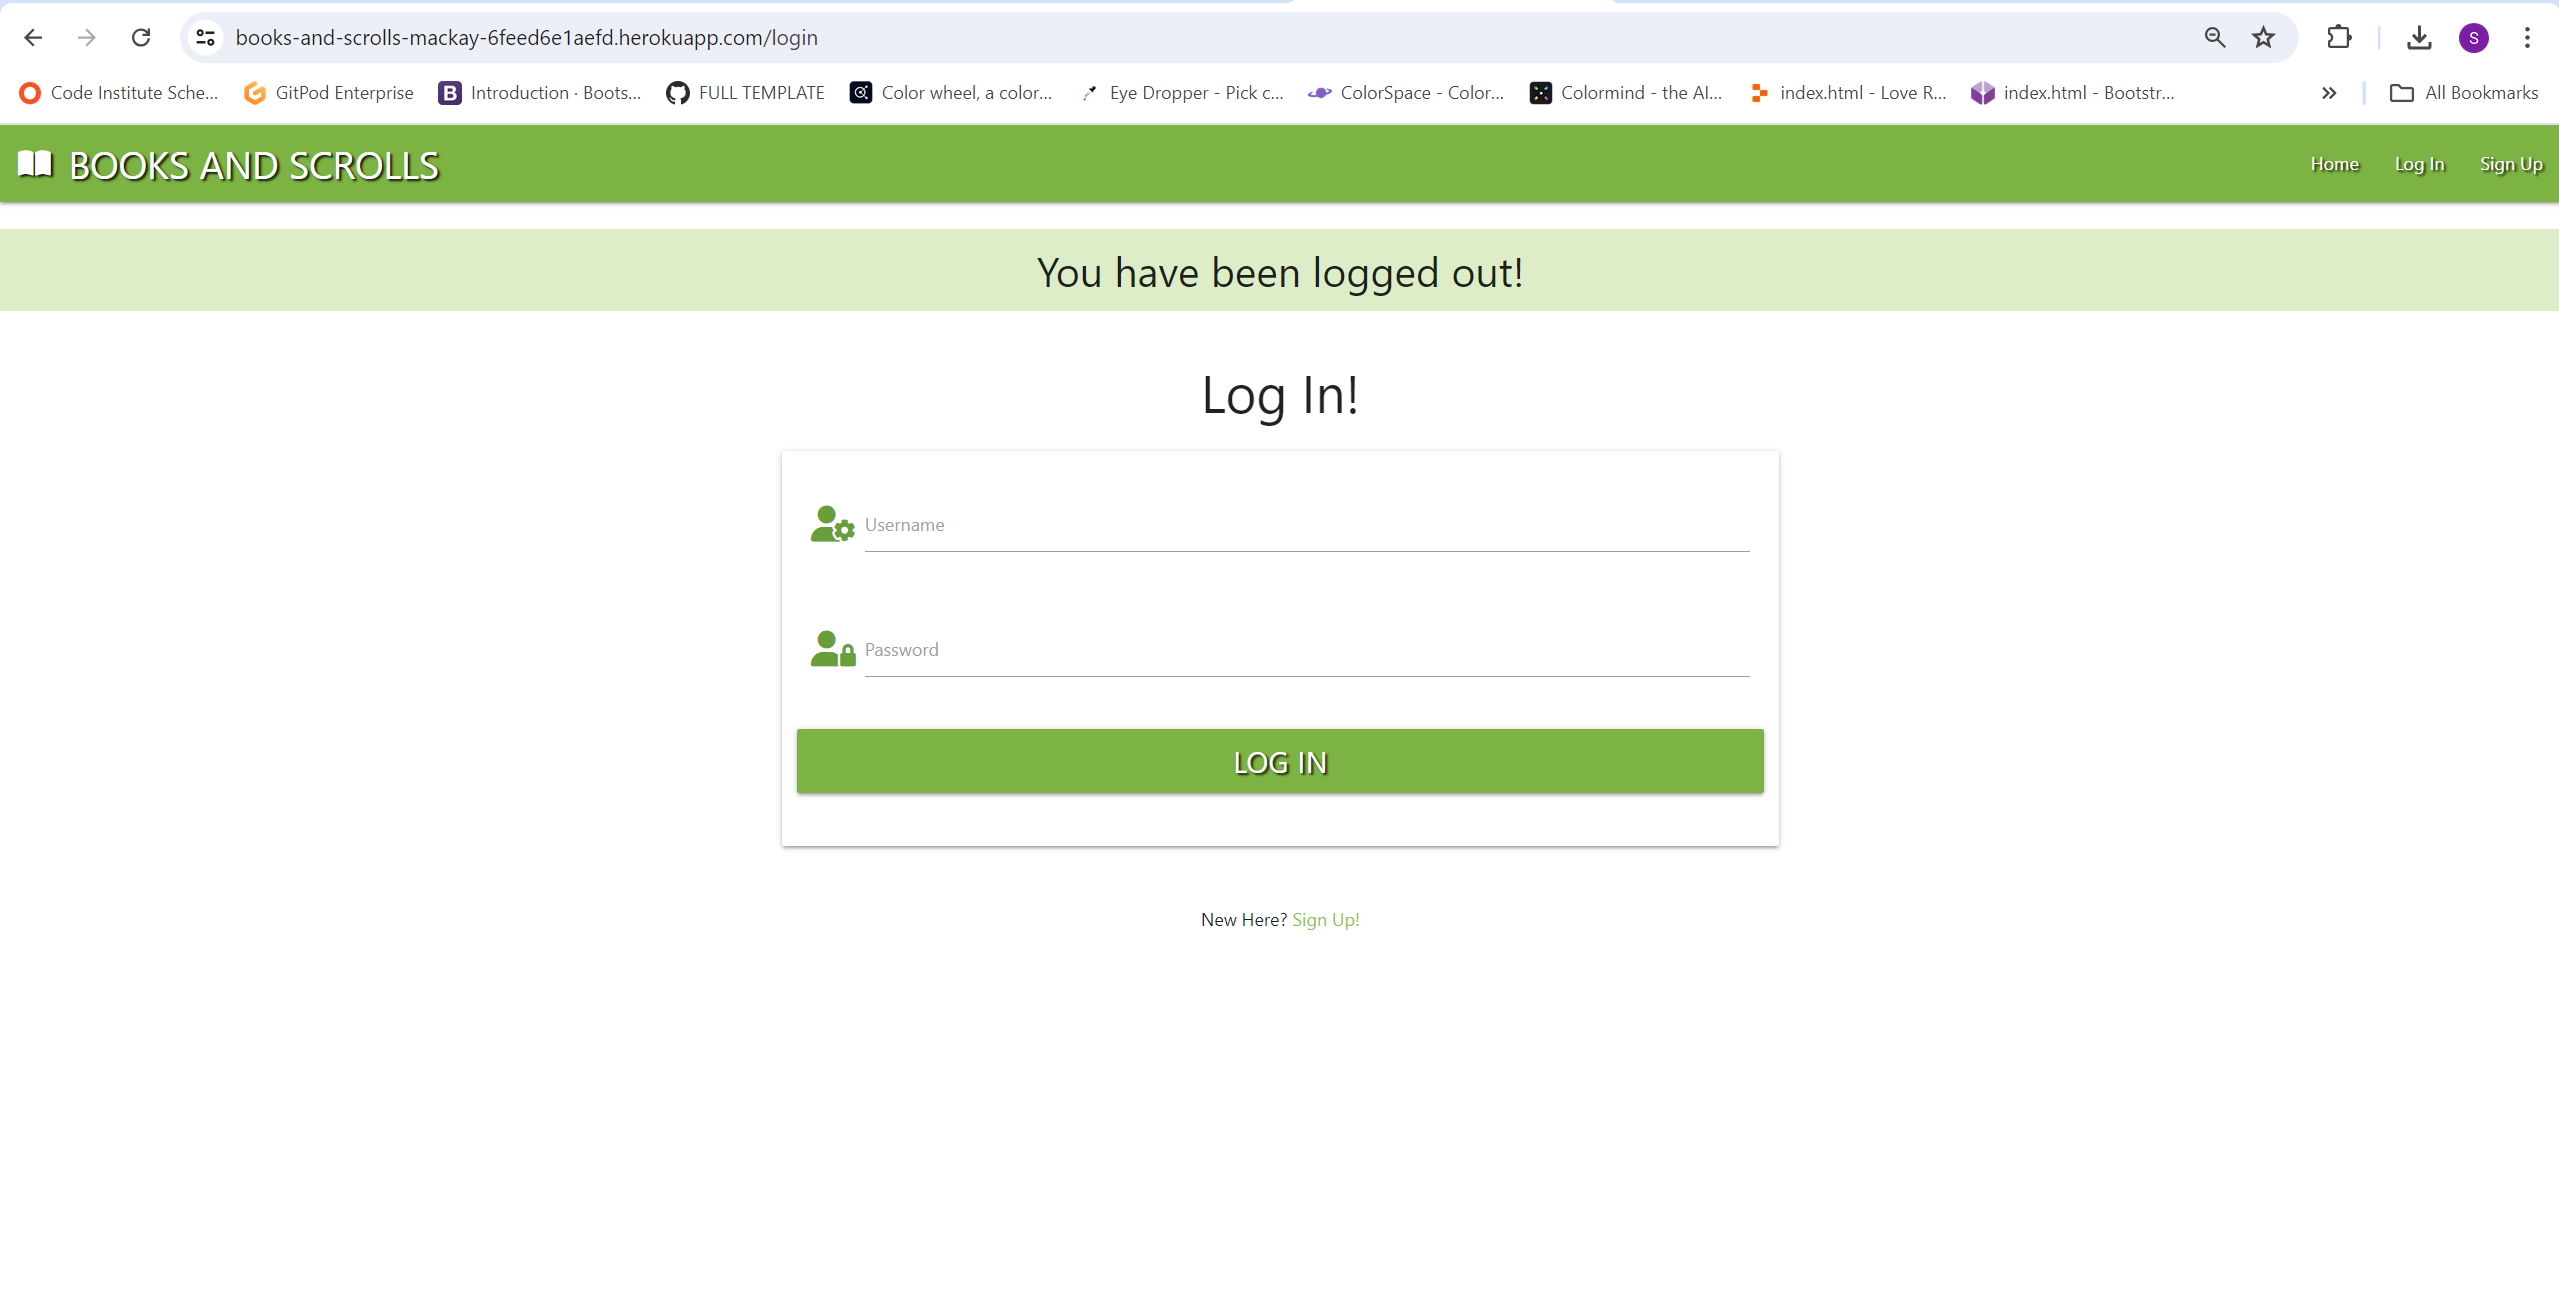 books-and-scrolls-mackay-6feed6e1aefd.herokuapp.com/login
S
Code Institute Sche... GitPod Enterprise Introduction · Boots... FULL TEMPLATE Color wheel, a color... Eye Dropper - Pick c... ColorSpace - Color... Colormind - the AI... index.html - Love R... index.html - Bootstr... » All Bookmarks
BOOKS AND SCROLLS Home Log In Sign Up
You have been logged out!
Log In!
Username
Password
LOG IN
New Here? Sign Up!